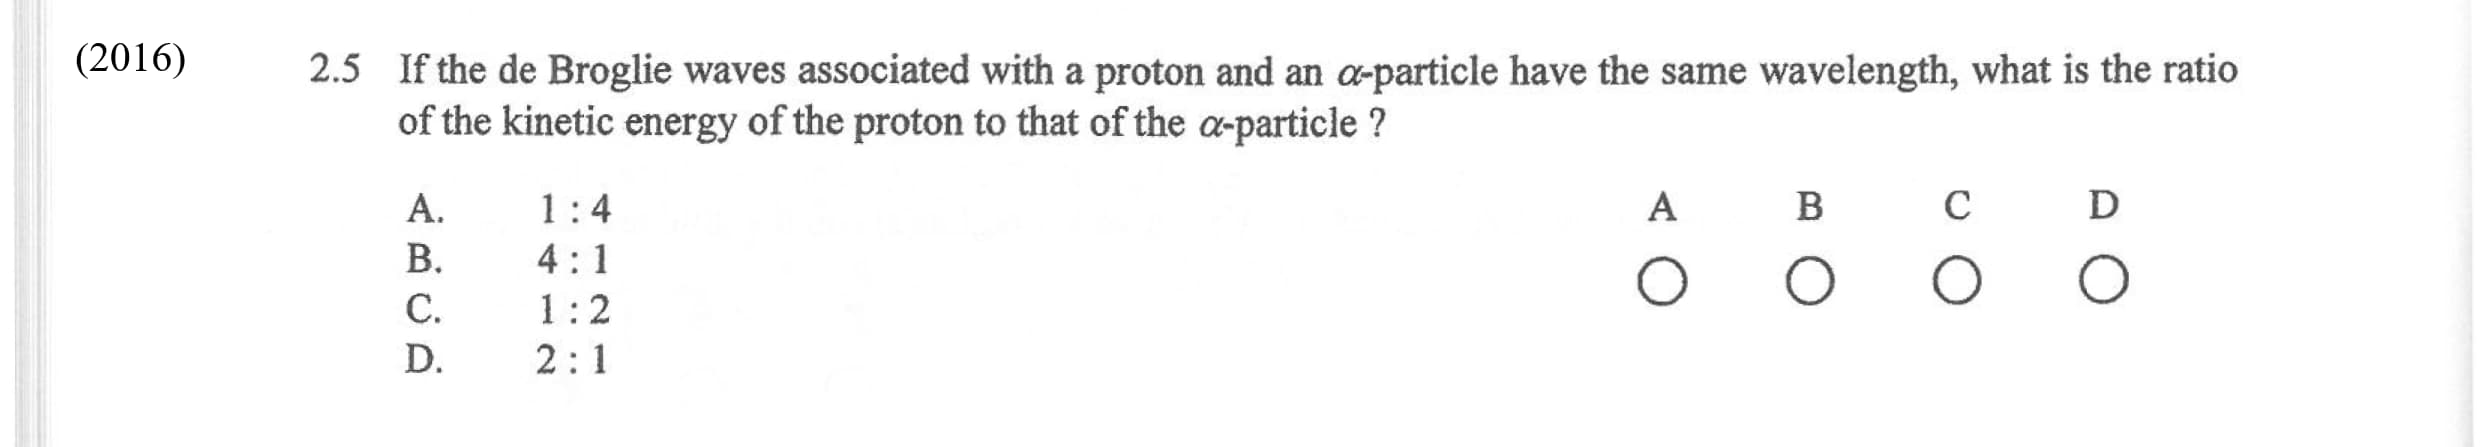 (2016)
2.5 If the de Broglie waves associated with a proton and an α-particle have the same wavelength, what is the ratio
of the kinetic energy of the proton to that of the α-particle ?
A. 1 : 4
B. 4 : 1
C. 1 : 2
D. 2 : 1
A B C D